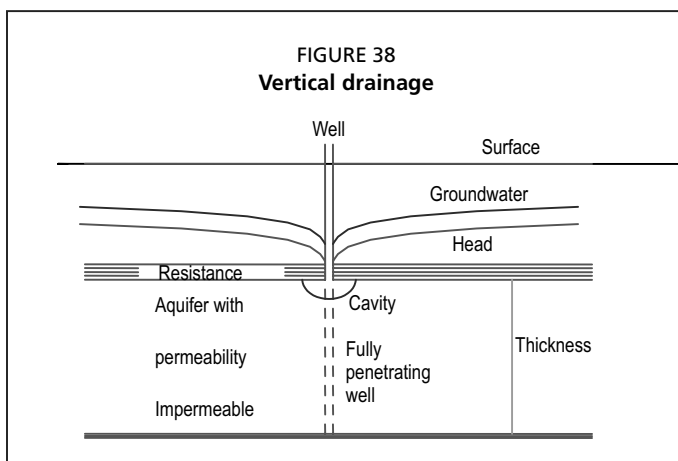 FIGURE 38
Vertical drainage
Well
Surface
Groundwater
Head
Resistance
Aquifer with
Cavity
permeability
Fully
penetrating
well
Thickness
Impermeable